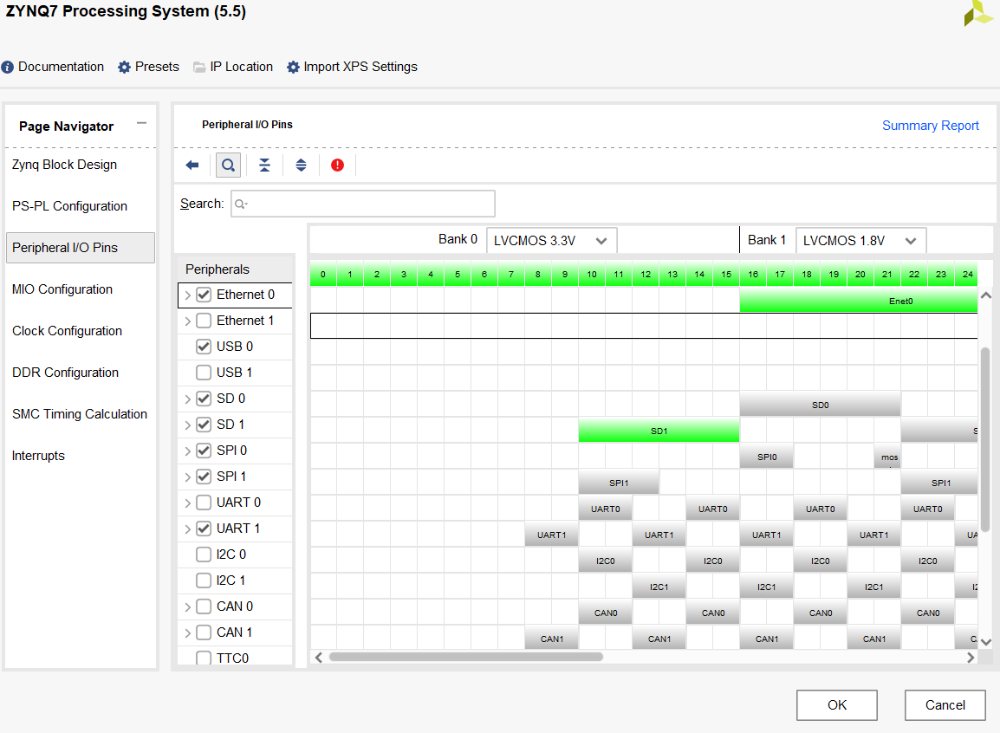 ZYNQ7 Processing System (5.5)
Documentation Presets IP Location Import XPS Settings
Page Navigator
Zynq Block Design
PS-PL Configuration
Peripheral I/O Pins
MIO Configuration
Clock Configuration
DDR Configuration
SMC Timing Calculation
Interrupts
Peripheral I/O Pins Summary Report
Search:
Bank 0 LVCMOS 3.3V Bank 1 LVCMOS 1.8V
Peripherals 0 1 2 3 4 5 6 7 8 9 10 11 12 13 14 15 16 17 18 19 20 21 22 23 24
Ethernet 0 Enet0
Ethernet 1
USB 0
USB 1
SD 0 SD0
SD 1 SD1 S
SPI 0 SPI0 mos
SPI 1 SPI1 SPI1
UART 0 UART0 UART0 UART0 UART0
UART 1 UART1 UART1 UART1 UART1 UA
I2C 0 I2C0 I2C0 I2C0 I2C0
I2C 1 I2C1 I2C1 I2C1 I2
CAN 0 CAN0 CAN0 CAN0 CAN0
CAN 1 CAN1 CAN1 CAN1 CAN1 C
TTC0
OK Cancel